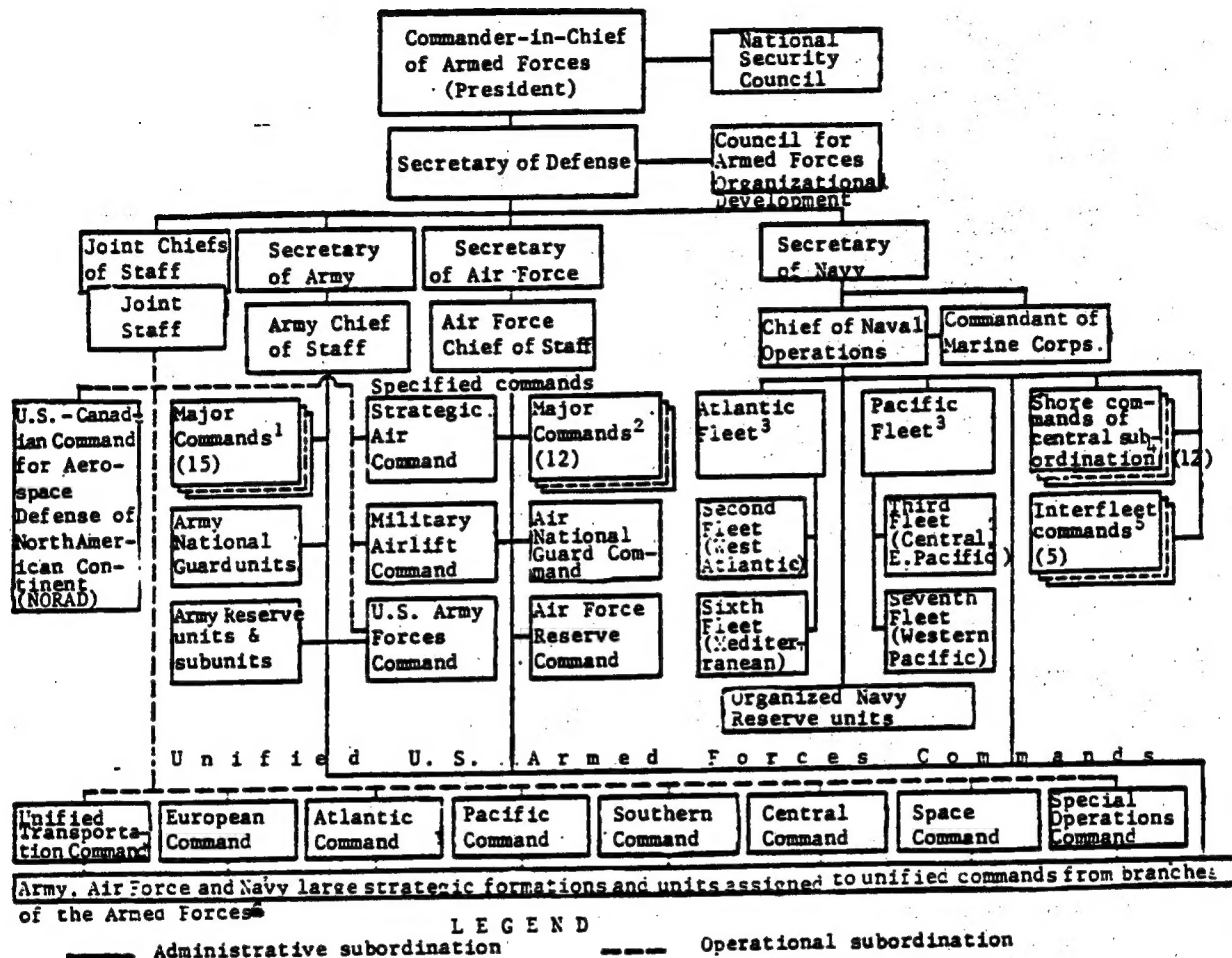 Commander-in-Chief
of Armed Forces
(President)
National
Security
Council
Secretary of Defense
Council for
Armed Forces
Organizational
Development
Joint Chiefs
of Staff
Joint
Staff
Secretary
of Army
Army Chief
of Staff
Secretary
of Air Force
Air Force
Chief of Staff
Secretary
of Navy
Chief of Naval
Operations
Commandant of
Marine Corps.
Specified commands
U.S.-Canad-
ian Command
for Aero-
space
Defense of
North Amer-
ican Con-
tinent
(NORAD)
Major
Commands1
(15)
Army
National
Guard units
Army Reserve
units &
subunits
Strategic
Air
Command
Military
Airlift
Command
U.S. Army
Forces
Command
Major
Commands2
(12)
Air
National
Guard Com-
mand
Air Force
Reserve
Command
Atlantic
Fleet3
Second
Fleet
(West
Atlantic)
Sixth
Fleet
(Mediter-
ranean)
Pacific
Fleet3
Third
Fleet
(Central,
E.Pacific)
Seventh
Fleet
(Western
Pacific)
Shore com-
mands of
central sub-
ordination4 (12)
Interfleet
commands5
(5)
Organized Navy
Reserve units
Unified U.S. Armed Forces Commands
Unified
Transporta-
tion Command
European
Command
Atlantic
Command
Pacific
Command
Southern
Command
Central
Command
Space
Command
Special
Operations
Command
Army, Air Force and Navy large strategic formations and units assigned to unified commands from branches
of the Armed Forces6
LEGEND
Administrative subordination
Operational subordination